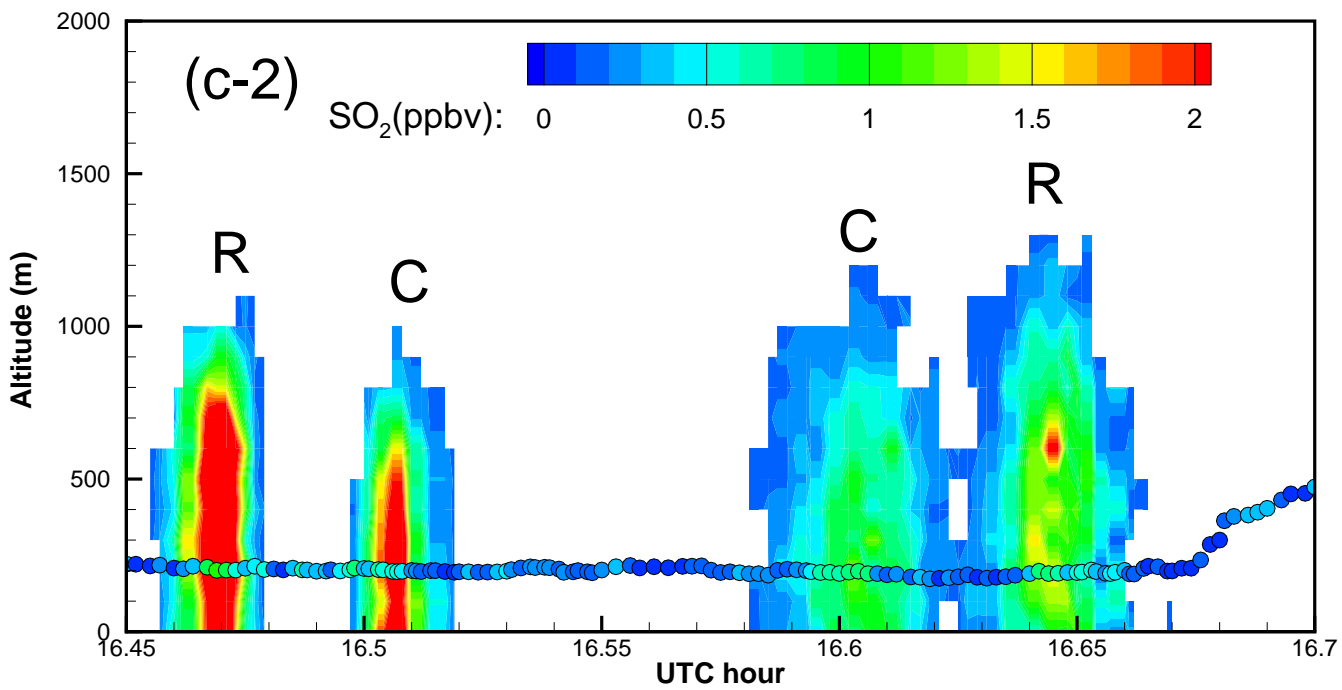 2000
(c-2)
SO₂(ppbv): 0 0.5 1 1.5 2
1500
R
C
C
R
1000
Altitude (m)
500
0
16.45 16.5 16.55 16.6 16.65 16.7
UTC hour